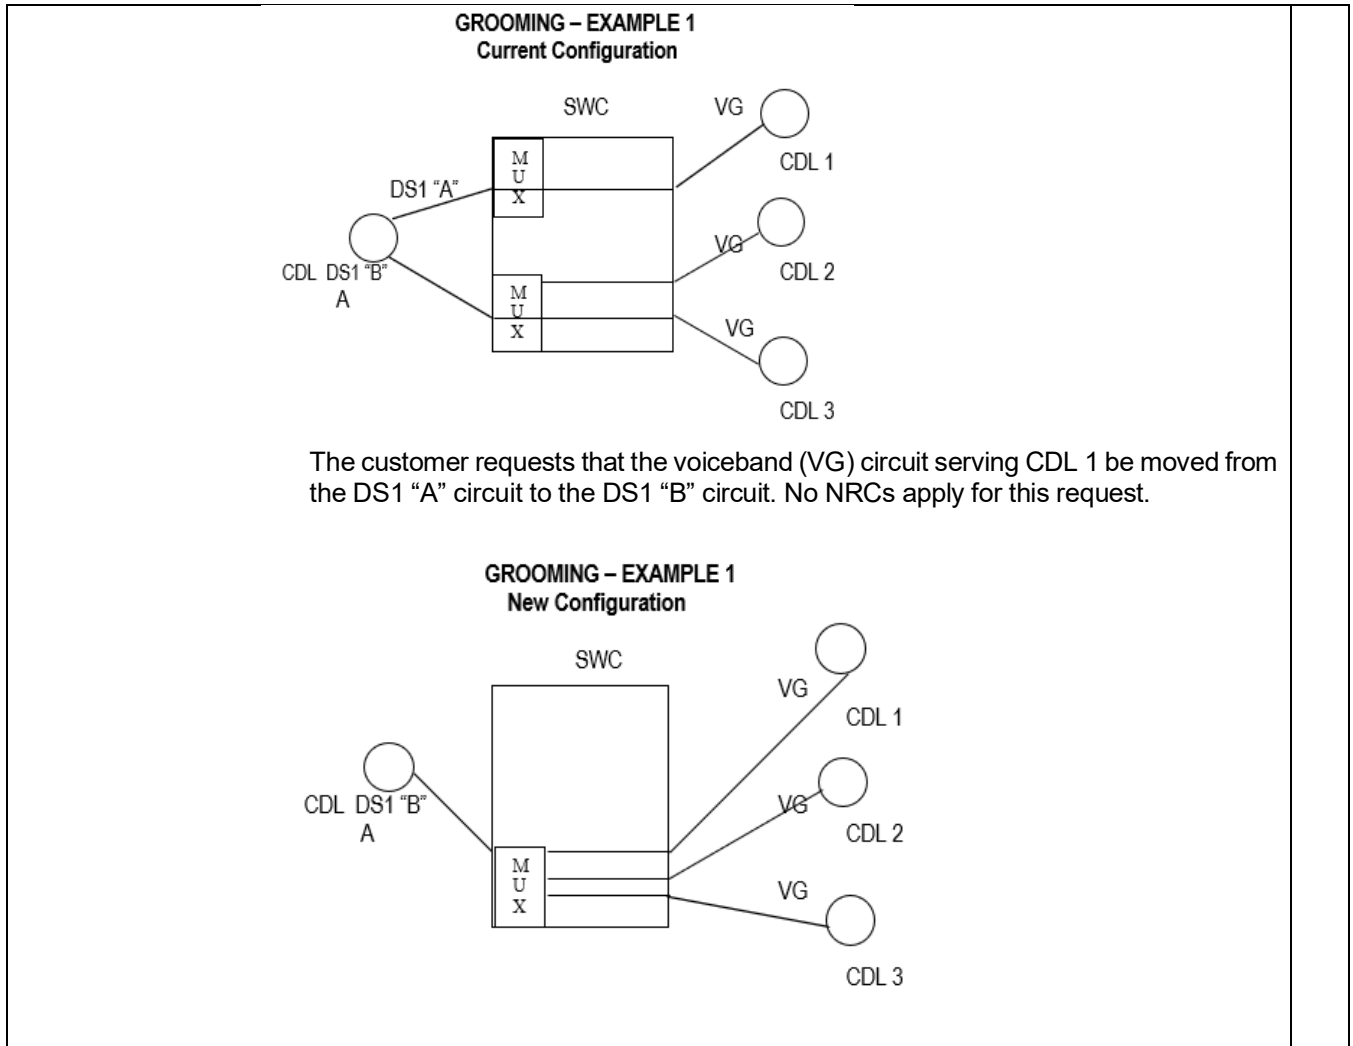 GROOMING – EXAMPLE 1
Current Configuration
SWC
VG
M
U
X
CDL 1
DS1 “A”
VG
CDL DS1 “B”
A
CDL 2
M
U
X
VG
CDL 3
The customer requests that the voiceband (VG) circuit serving CDL 1 be moved from
the DS1 “A” circuit to the DS1 “B” circuit. No NRCs apply for this request.
GROOMING – EXAMPLE 1
New Configuration
SWC
VG
CDL 1
CDL DS1 “B”
A
VG
CDL 2
M
U
X
VG
CDL 3